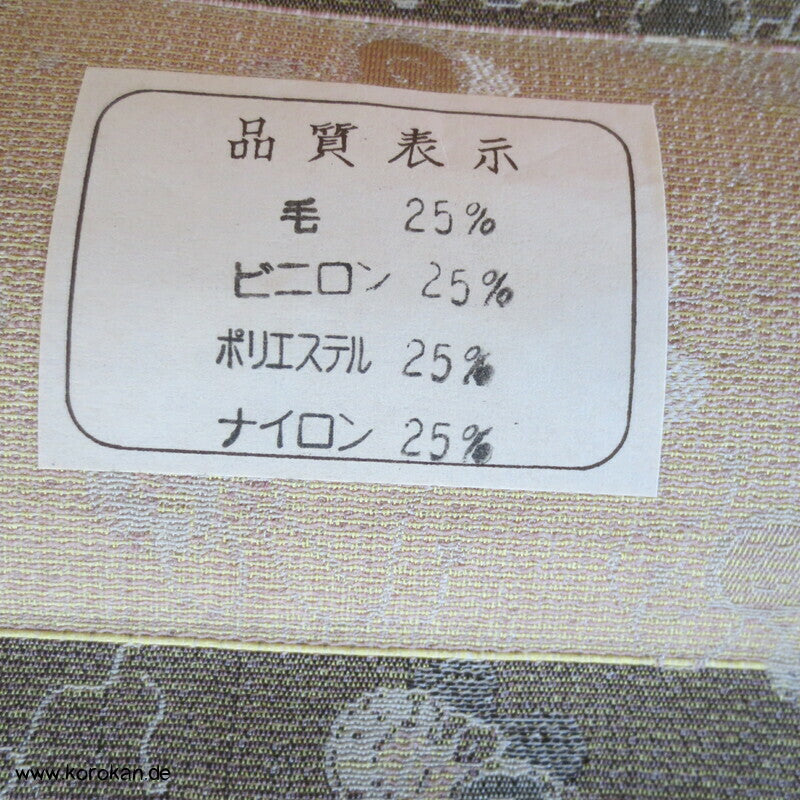 品質表示
毛 25%
ビニロン 25%
ポリエステル 25%
ナイロン 25%
www.korokan.de